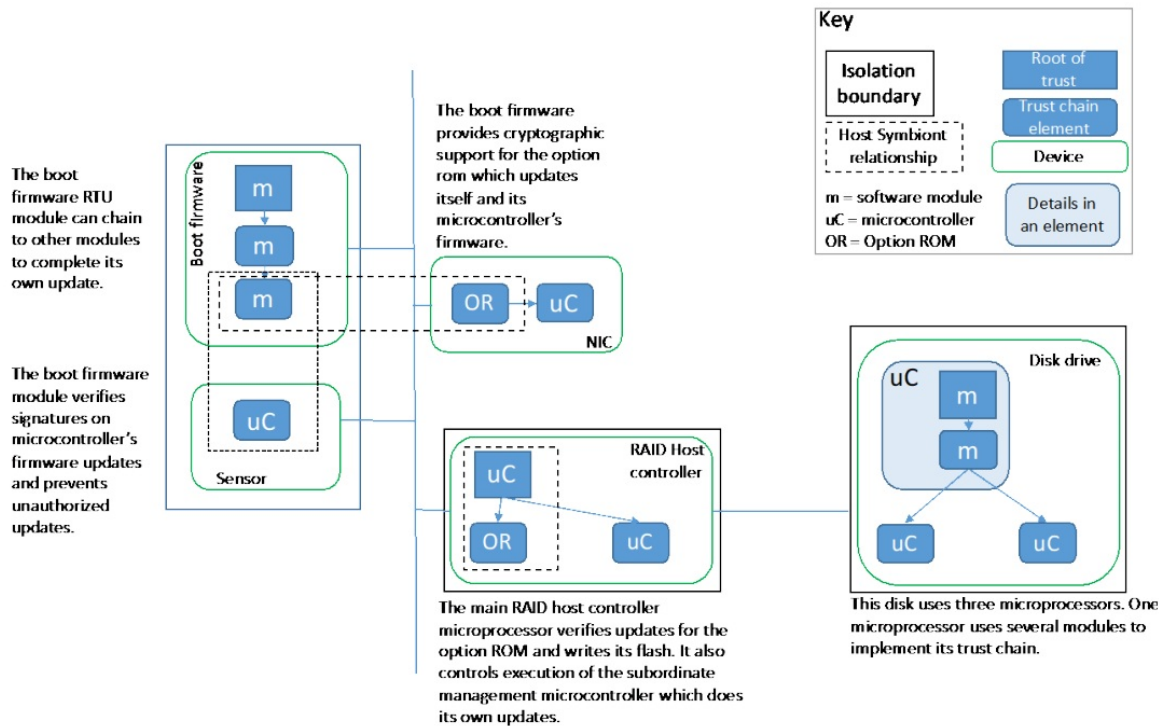 Key
Isolation
boundary
Root of
trust
Trust chain
element
Host Symbiont
relationship
Device
m = software module
uC = microcontroller
OR = Option ROM
Details in
an element
The boot
firmware RTU
module can chain
to other modules
to complete its
own update.
Boot firmware
m
m
m
The boot firmware
provides cryptographic
support for the option
rom which updates
itself and its
microcontroller's
firmware.
OR
uC
NIC
The boot firmware
module verifies
signatures on
microcontroller's
firmware updates
and prevents
unauthorized
updates.
uC
Sensor
RAID Host
controller
uC
OR
uC
The main RAID host controller
microprocessor verifies updates for the
option ROM and writes its flash. It also
controls execution of the subordinate
management microcontroller which does
its own updates.
Disk drive
uC
m
m
uC
uC
This disk uses three microprocessors. One
microprocessor uses several modules to
implement its trust chain.